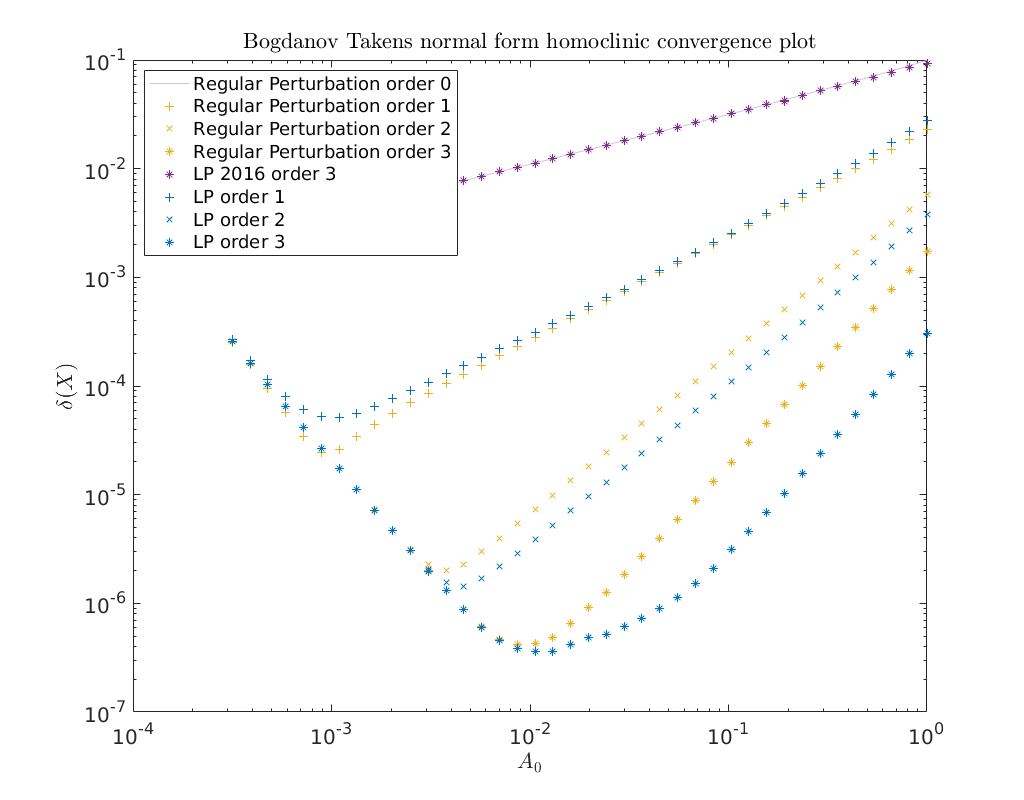 Bogdanov Takens normal form homoclinic convergence plot
10^-1
Regular Perturbation order 0
Regular Perturbation order 1
Regular Perturbation order 2
Regular Perturbation order 3
LP 2016 order 3
LP order 1
LP order 2
LP order 3
10^-2
10^-3
10^-4
10^-5
10^-6
10^-7
δ(X)
10^-4 10^-3 10^-2 10^-1 10^0
A_0